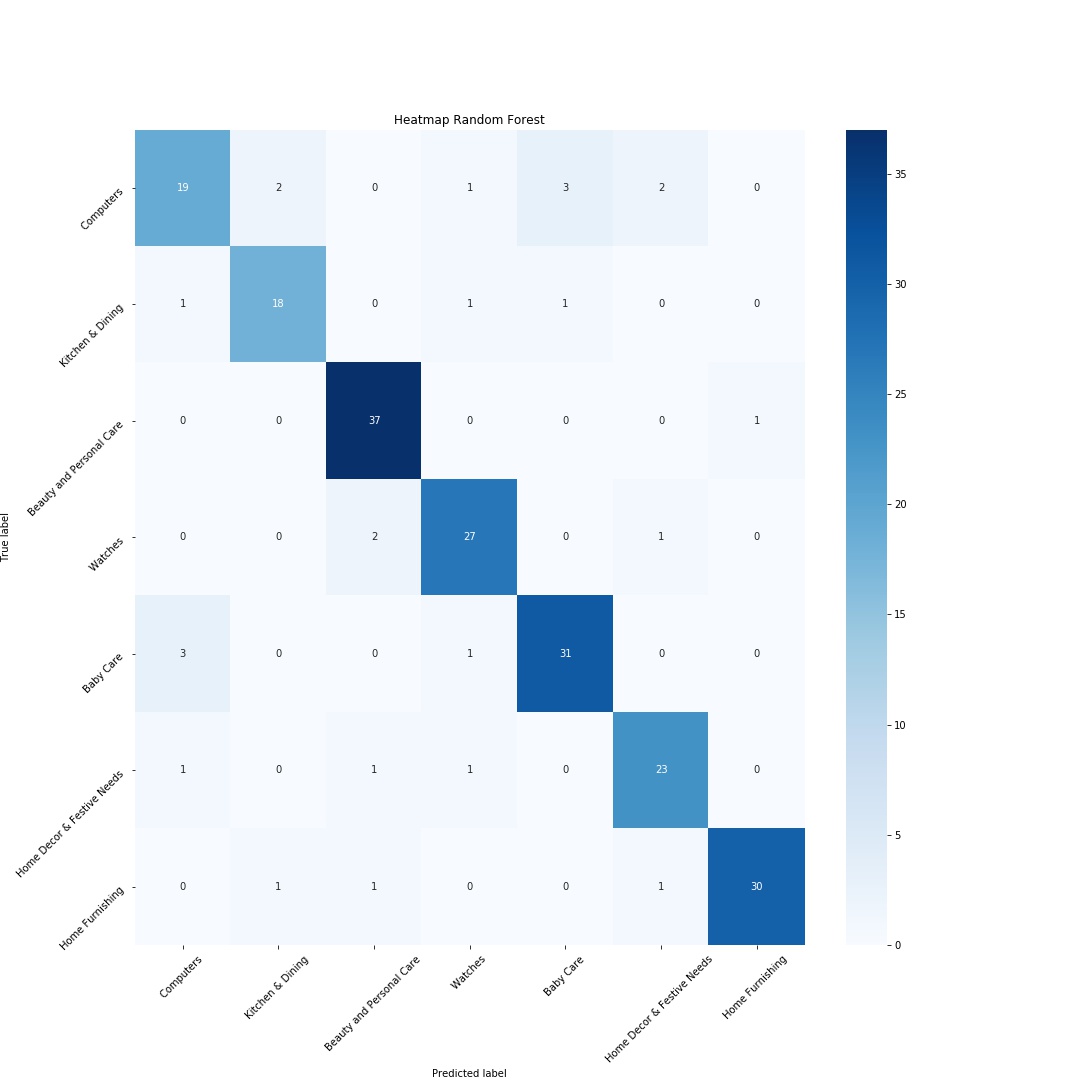 Heatmap Random Forest
Computers 19 2 0 1 3 2 0
Kitchen & Dining 1 18 0 1 1 0 0
Beauty and Personal Care 0 0 37 0 0 0 1
Watches 0 0 2 27 0 1 0
Baby Care 3 0 0 1 31 0 0
Home Decor & Festive Needs 1 0 1 1 0 23 0
Home Furnishing 0 1 1 0 0 1 30
True label
Computers Kitchen & Dining Beauty and Personal Care Watches Baby Care Home Decor & Festive Needs Home Furnishing
Predicted label
35
30
25
20
15
10
5
0